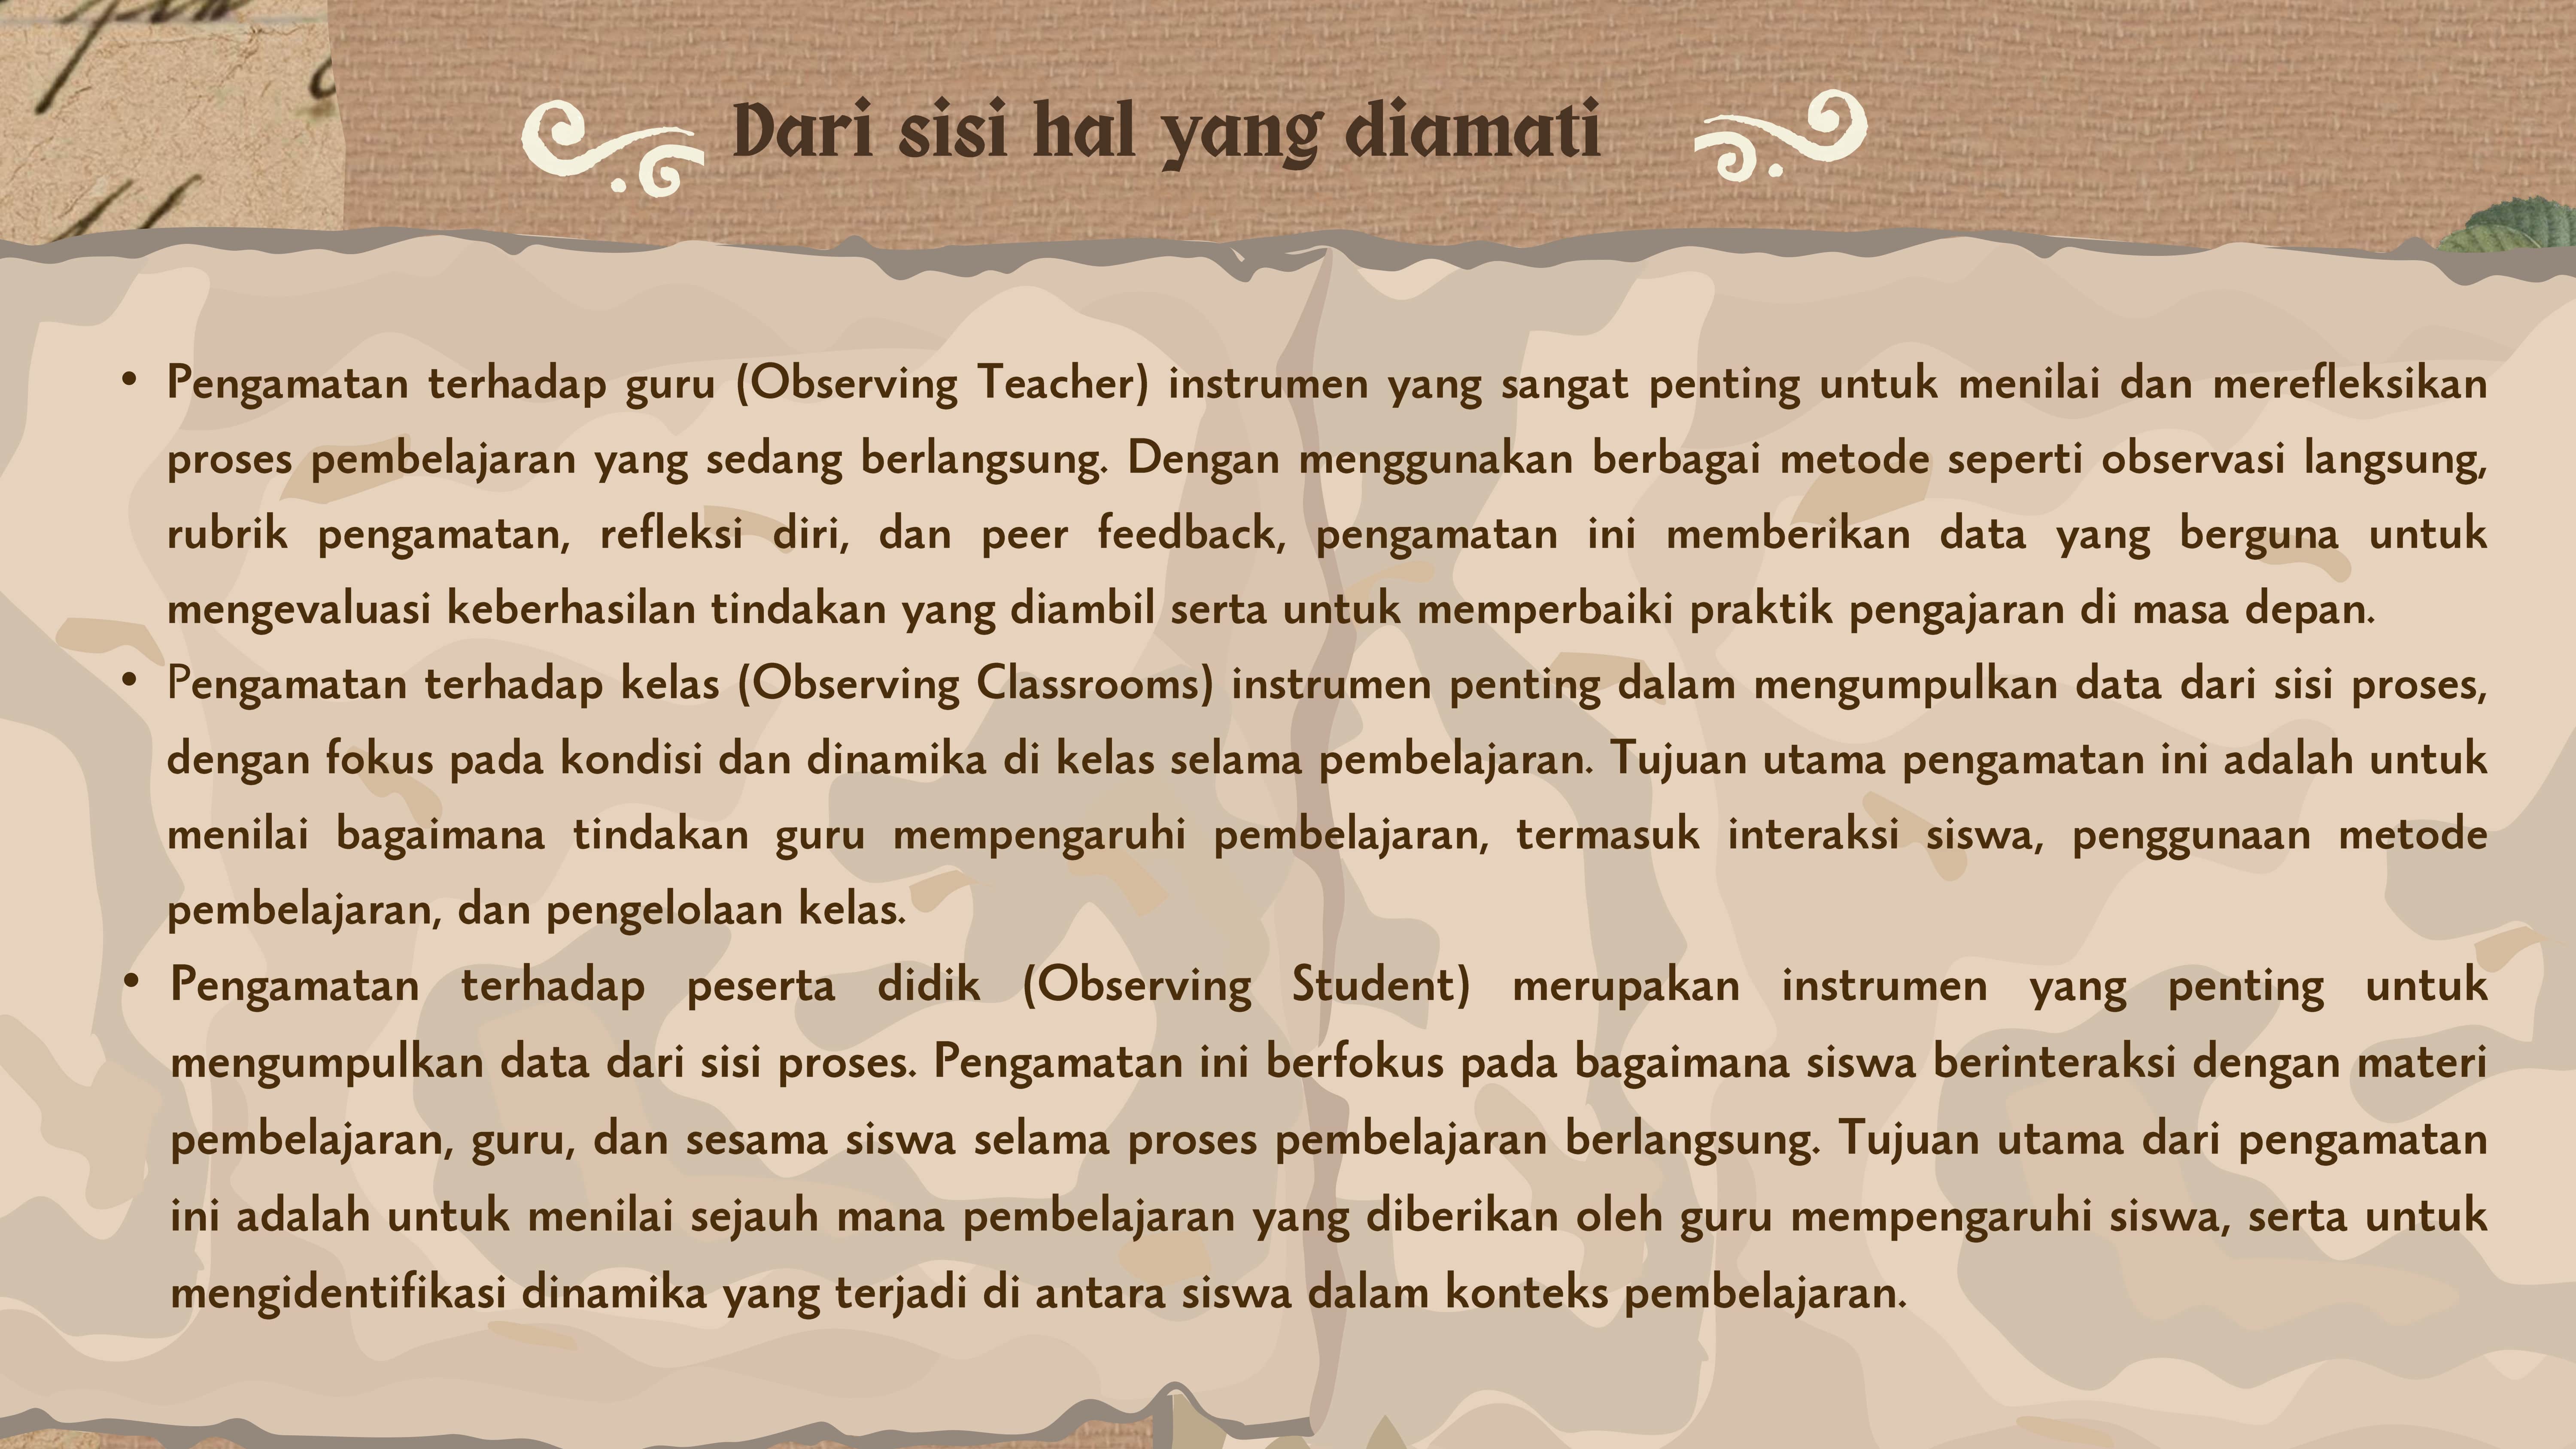 Dari sisi hal yang diamati
• Pengamatan terhadap guru (Observing Teacher) instrumen yang sangat penting untuk menilai dan merefleksikan
proses pembelajaran yang sedang berlangsung. Dengan menggunakan berbagai metode seperti observasi langsung,
rubrik pengamatan, refleksi diri, dan peer feedback, pengamatan ini memberikan data yang berguna untuk
mengevaluasi keberhasilan tindakan yang diambil serta untuk memperbaiki praktik pengajaran di masa depan.
• Pengamatan terhadap kelas (Observing Classrooms) instrumen penting dalam mengumpulkan data dari sisi proses,
dengan fokus pada kondisi dan dinamika di kelas selama pembelajaran. Tujuan utama pengamatan ini adalah untuk
menilai bagaimana tindakan guru mempengaruhi pembelajaran, termasuk interaksi siswa, penggunaan metode
pembelajaran, dan pengelolaan kelas.
• Pengamatan terhadap peserta didik (Observing Student) merupakan instrumen yang penting untuk
mengumpulkan data dari sisi proses. Pengamatan ini berfokus pada bagaimana siswa berinteraksi dengan materi
pembelajaran, guru, dan sesama siswa selama proses pembelajaran berlangsung. Tujuan utama dari pengamatan
ini adalah untuk menilai sejauh mana pembelajaran yang diberikan oleh guru mempengaruhi siswa, serta untuk
mengidentifikasi dinamika yang terjadi di antara siswa dalam konteks pembelajaran.